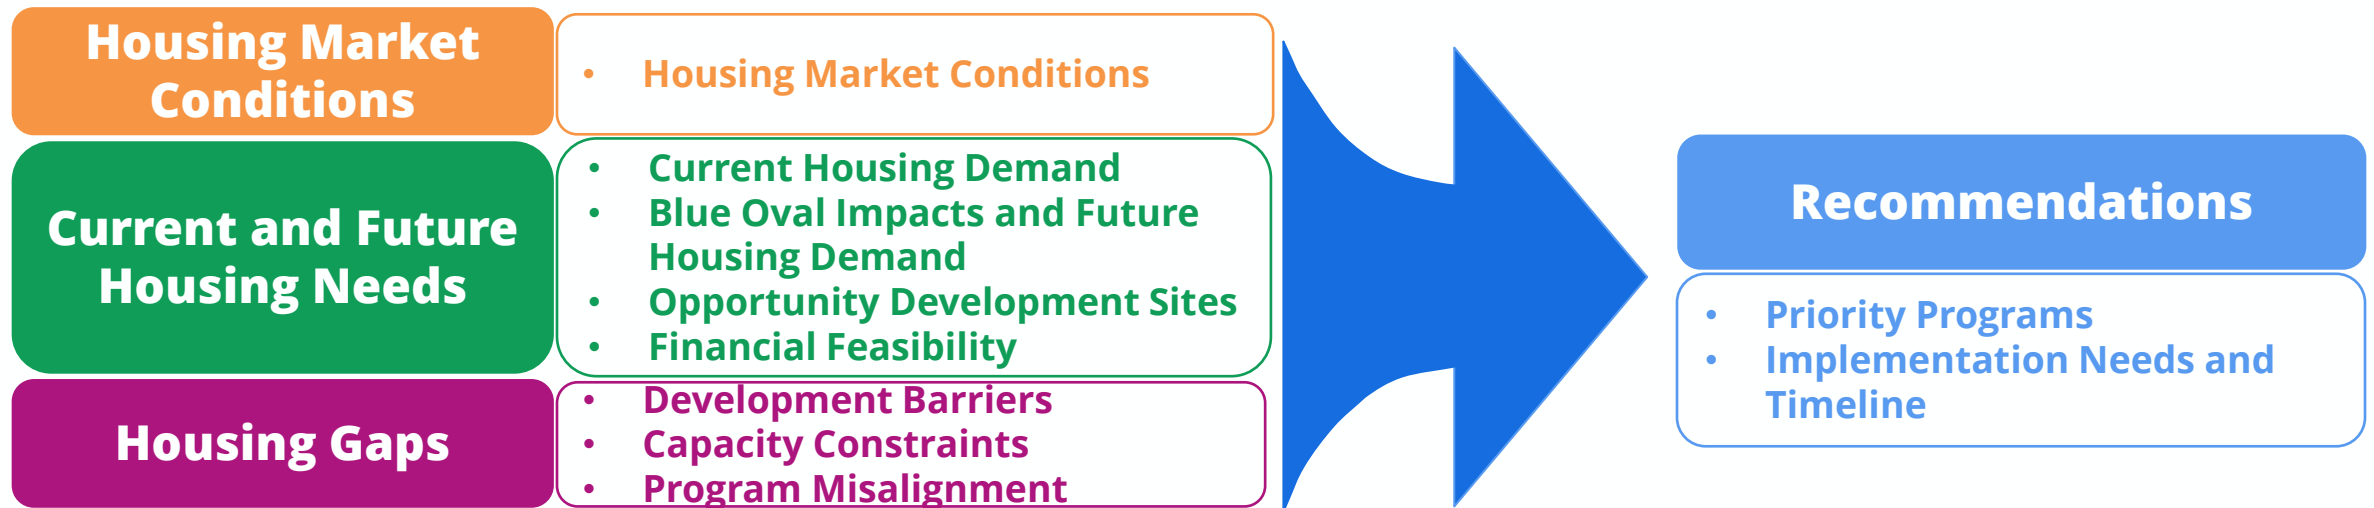 Housing Market
Conditions
• Housing Market Conditions
Current and Future
Housing Needs
• Current Housing Demand
• Blue Oval Impacts and Future
Housing Demand
• Opportunity Development Sites
• Financial Feasibility
Housing Gaps
• Development Barriers
• Capacity Constraints
• Program Misalignment
Recommendations
• Priority Programs
• Implementation Needs and
Timeline